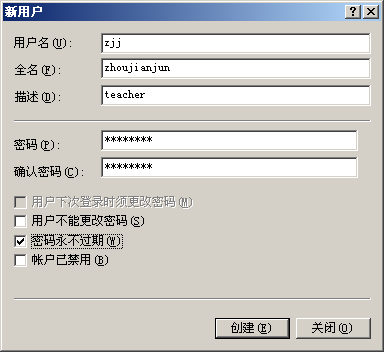 新用户
用户名(U): zjj
全名(F): zhoujianjun
描述(D): teacher
密码(P): ********
确认密码(C): ********
用户下次登录时须更改密码(M)
用户不能更改密码(S)
密码永不过期(W)
帐户已禁用(B)
创建(E) 关闭(O)